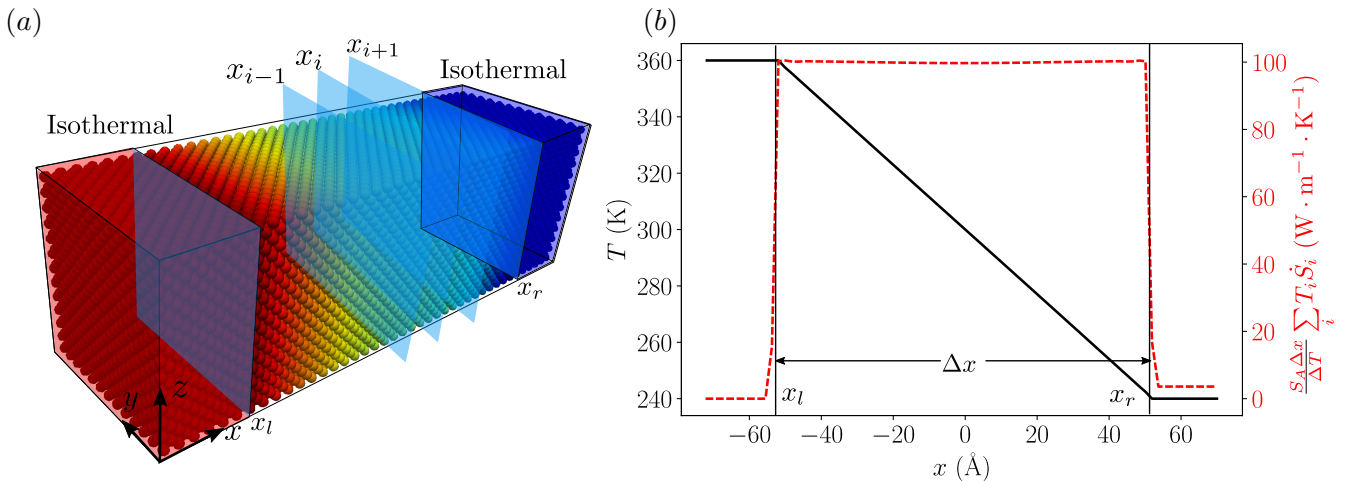 (a)
x_{i-1}
x_i
x_{i+1}
Isothermal
Isothermal
x_l
x_r
y
z
x
(b)
T (K)
360
340
320
300
280
260
240
100
80
60
40
20
0
\frac{S_A \Delta x}{\Delta T} \sum_i T_i \dot{S}_i (W · m^{-1} · K^{-1})
Δx
x_l
x_r
−60 −40 −20 0 20 40 60
x (Å)